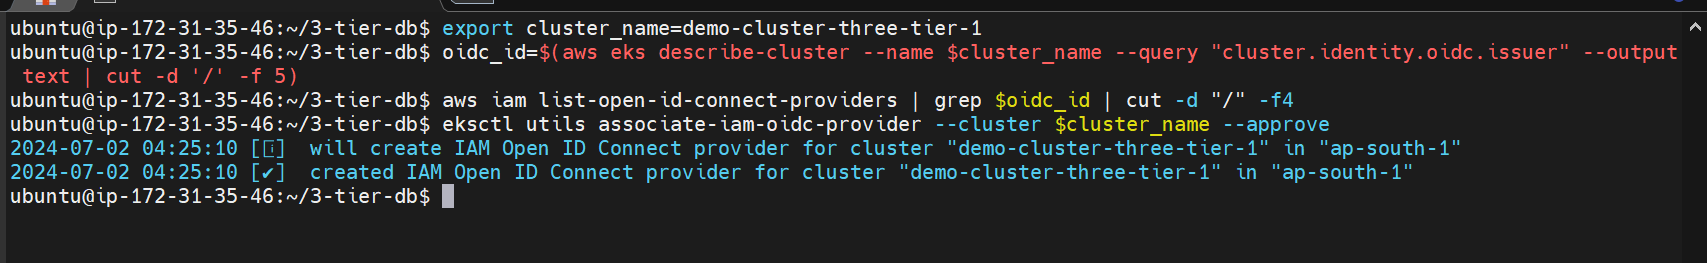 ubuntu@ip-172-31-35-46:~/3-tier-db$ export cluster_name=demo-cluster-three-tier-1
ubuntu@ip-172-31-35-46:~/3-tier-db$ oidc_id=$(aws eks describe-cluster --name $cluster_name --query "cluster.identity.oidc.issuer" --output
text | cut -d '/' -f 5)
ubuntu@ip-172-31-35-46:~/3-tier-db$ aws iam list-open-id-connect-providers | grep $oidc_id | cut -d "/" -f4
ubuntu@ip-172-31-35-46:~/3-tier-db$ eksctl utils associate-iam-oidc-provider --cluster $cluster_name --approve
2024-07-02 04:25:10 [ℹ]  will create IAM Open ID Connect provider for cluster "demo-cluster-three-tier-1" in "ap-south-1"
2024-07-02 04:25:10 [✔]  created IAM Open ID Connect provider for cluster "demo-cluster-three-tier-1" in "ap-south-1"
ubuntu@ip-172-31-35-46:~/3-tier-db$